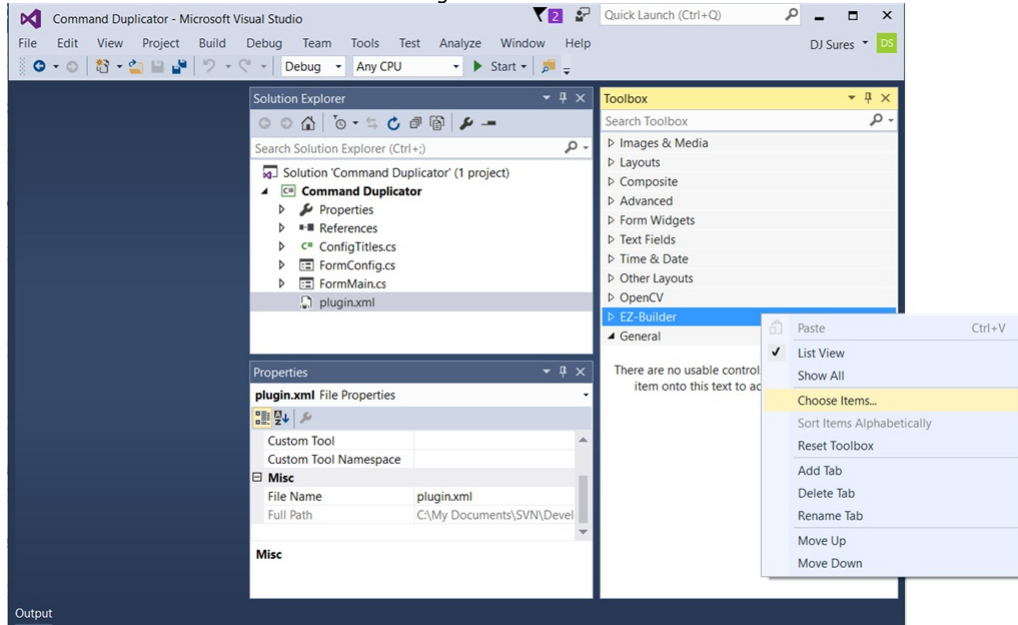 Command Duplicator - Microsoft Visual Studio
2
Quick Launch (Ctrl+Q)
File Edit View Project Build Debug Team Tools Test Analyze Window Help
DJ Sures
DS
Debug
Any CPU
Start
Solution Explorer
Search Solution Explorer (Ctrl+;)
Solution 'Command Duplicator' (1 project)
C# Command Duplicator
Properties
References
C# ConfigTitles.cs
FormConfig.cs
FormMain.cs
plugin.xml
Properties
plugin.xml File Properties
Custom Tool
Custom Tool Namespace
Misc
File Name plugin.xml
Full Path C:\My Documents\SVN\Devel
Misc
Toolbox
Search Toolbox
Images & Media
Layouts
Composite
Advanced
Form Widgets
Text Fields
Time & Date
Other Layouts
OpenCV
EZ-Builder
General
There are no usable control
item onto this text to ad
Paste Ctrl+V
List View
Show All
Choose Items...
Sort Items Alphabetically
Reset Toolbox
Add Tab
Delete Tab
Rename Tab
Move Up
Move Down
Output